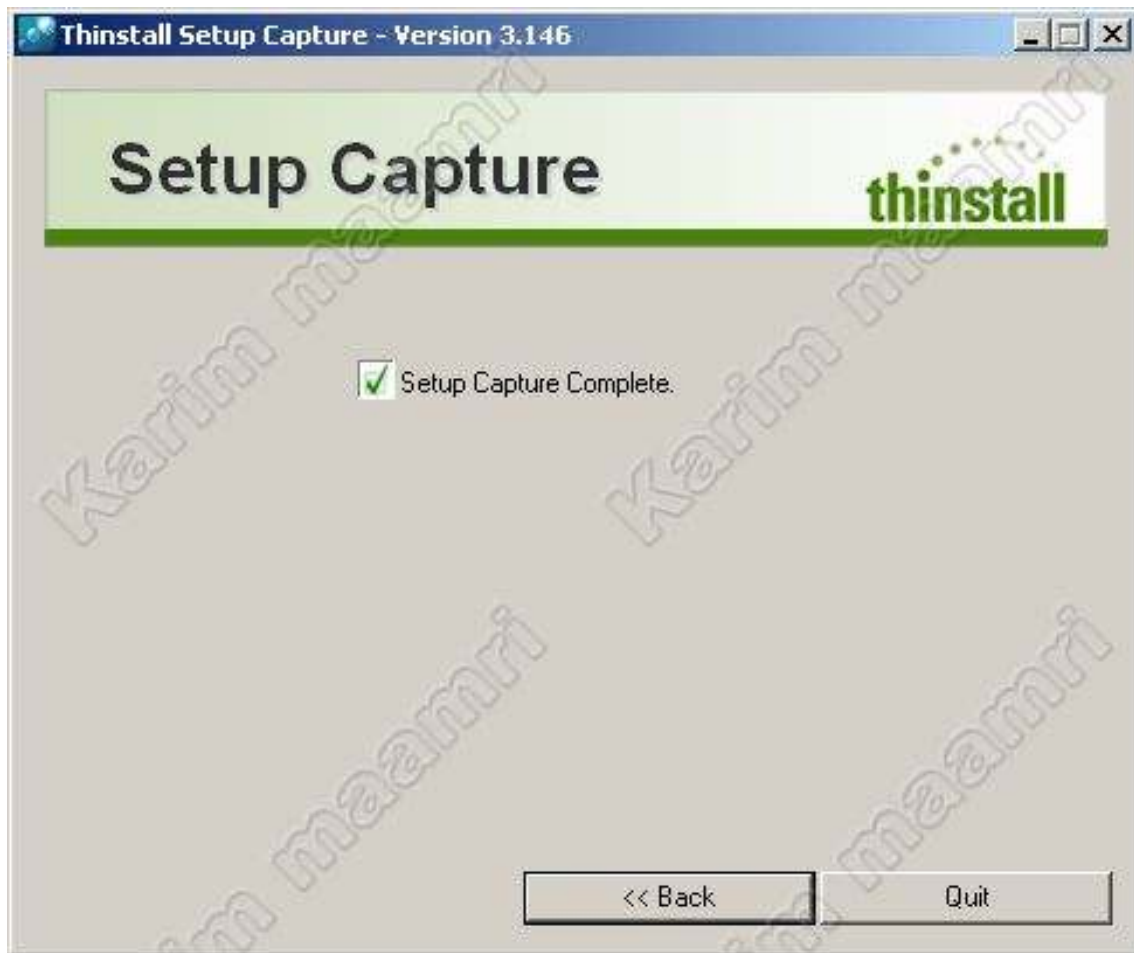 Thinstall Setup Capture - Version 3.146
Setup Capture
thinstall
Karim maamri
Karim maamri
Setup Capture Complete.
Karim maamri
Karim maamri
<< Back
Quit